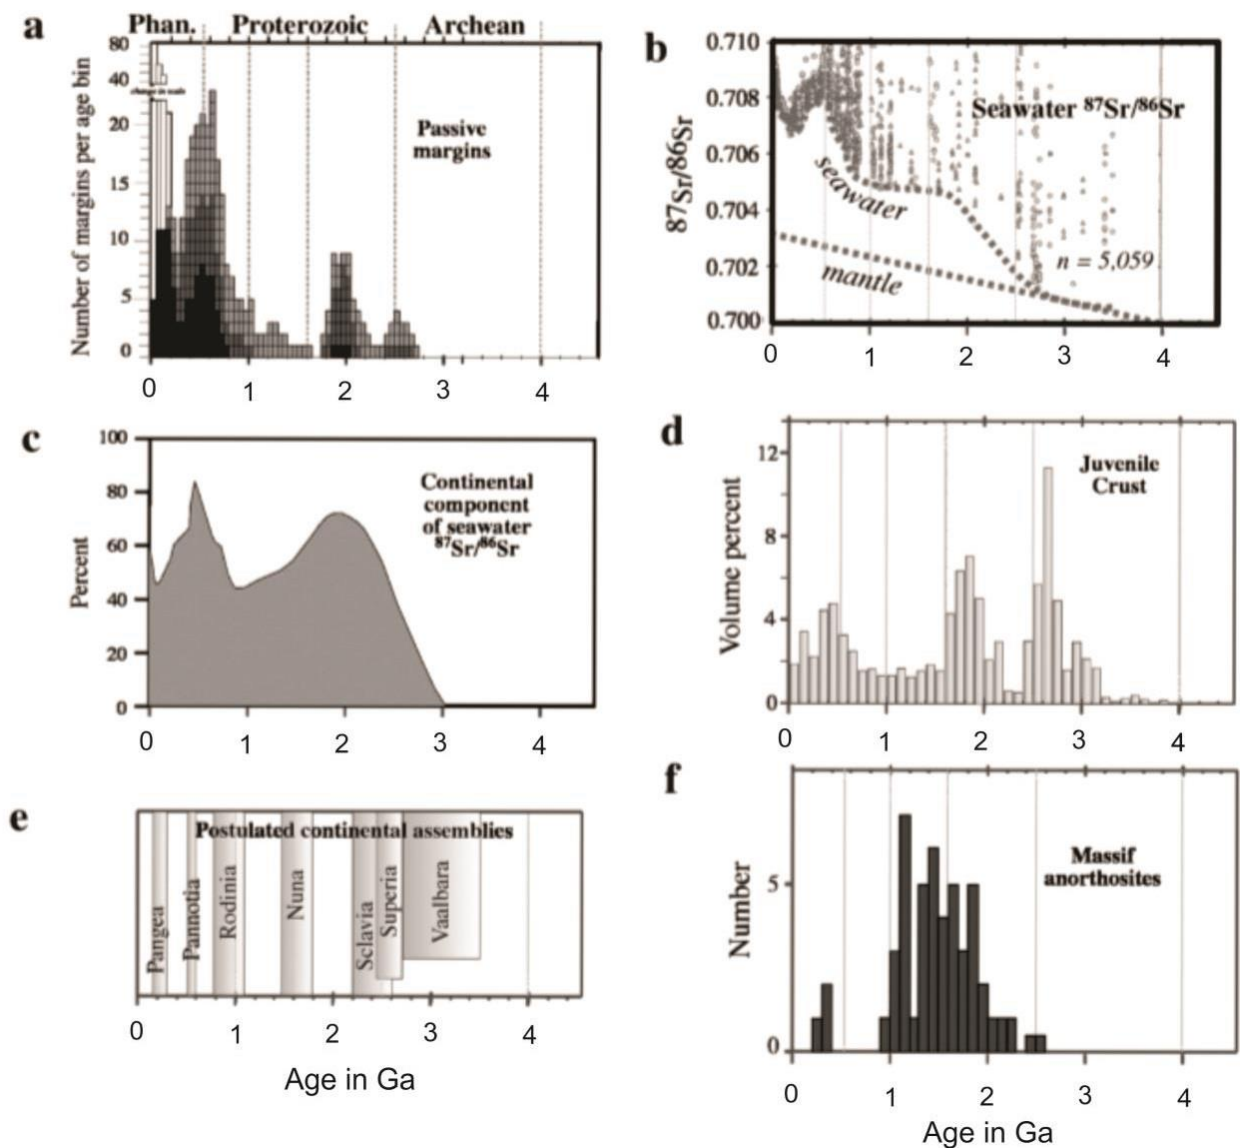 a
Phan. Proterozoic Archean
Number of margins per age bin
80
40
change in scale
20
15
10
5
0
Passive
margins
0 1 2 3 4
b
87Sr/86Sr
0.710
0.708
0.706
0.704
0.702
0.700
Seawater 87Sr/86Sr
seawater
mantle
n = 5,059
0 1 2 3 4
c
Percent
100
80
60
40
20
0
Continental
component
of seawater
87Sr/86Sr
0 1 2 3 4
d
Volume percent
12
8
4
0
Juvenile
Crust
0 1 2 3 4
e
Postulated continental assemblies
Pangea
Pannotia
Rodinia
Nuna
Sclavia
Superia
Vaalbara
0 1 2 3 4
Age in Ga
f
Number
5
0
Massif
anorthosites
0 1 2 3 4
Age in Ga